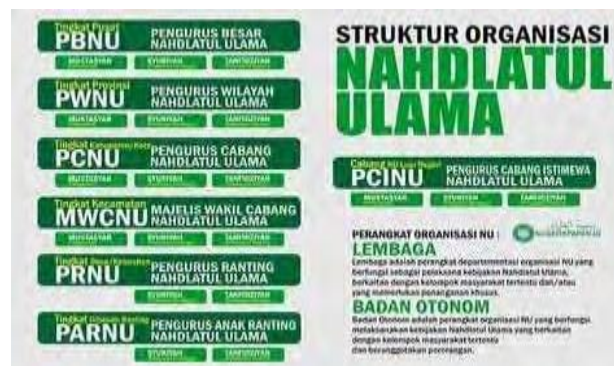 Tingkat Pusat
PBNU PENGURUS BESAR
NAHDLATUL ULAMA
MUSTASYAR SYURIYAH TANFIDZIYAH
Tingkat Provinsi
PWNU PENGURUS WILAYAH
NAHDLATUL ULAMA
MUSTASYAR SYURIYAH TANFIDZIYAH
Tingkat Kabupaten/Kota
PCNU PENGURUS CABANG
NAHDLATUL ULAMA
MUSTASYAR SYURIYAH TANFIDZIYAH
Tingkat Kecamatan
MWCNU MAJELIS WAKIL CABANG
NAHDLATUL ULAMA
MUSTASYAR SYURIYAH TANFIDZIYAH
Tingkat Desa/Kelurahan
PRNU PENGURUS RANTING
NAHDLATUL ULAMA
SYURIYAH TANFIDZIYAH
Tingkat Ranting
PARNU PENGURUS ANAK RANTING
NAHDLATUL ULAMA
SYURIYAH TANFIDZIYAH
STRUKTUR ORGANISASI
NAHDLATUL
ULAMA
Cabang NU Luar Negeri
PCINU PENGURUS CABANG ISTIMEWA
NAHDLATUL ULAMA
MUSTASYAR SYURIYAH TANFIDZIYAH
PERANGKAT ORGANISASI NU :
LEMBAGA
Lembaga adalah perangkat departementasi organisasi NU yang
berfungsi sebagai pelaksana kebijakan Nahdlatul Ulama,
berkaitan dengan kelompok masyarakat tertentu dan/atau
yang memerlukan penanganan khusus.
BADAN OTONOM
Badan Otonom adalah perangkat organisasi NU yang berfungsi
melaksanakan kebijakan Nahdlatul Ulama yang berkaitan
dengan kelompok masyarakat tertentu
dan beranggotakan perorangan.